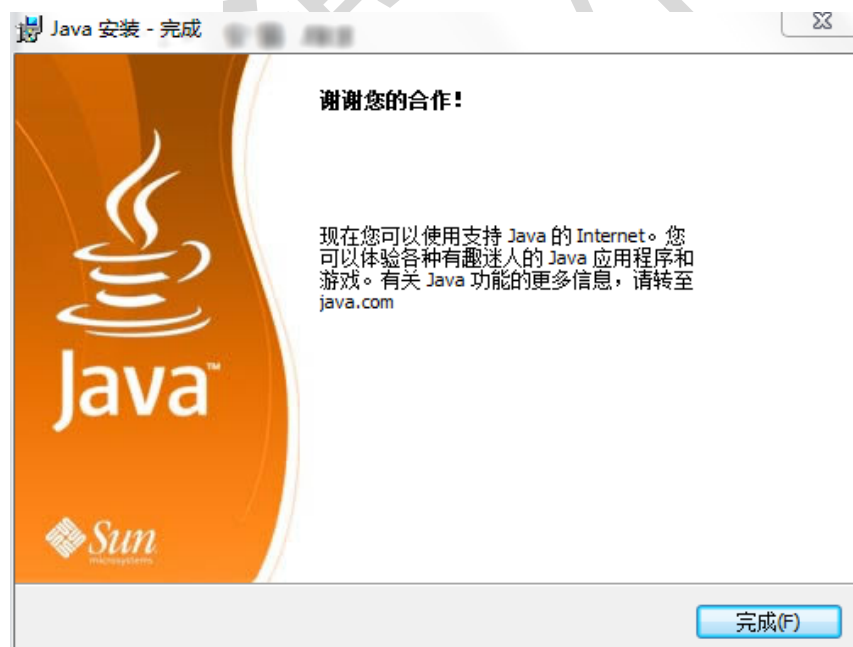 Java 安装 - 完成
谢谢您的合作!
现在您可以使用支持 Java 的 Internet。您
可以体验各种有趣迷人的 Java 应用程序和
游戏。有关 Java 功能的更多信息，请转至
java.com
Java™
Sun
microsystems
完成(F)